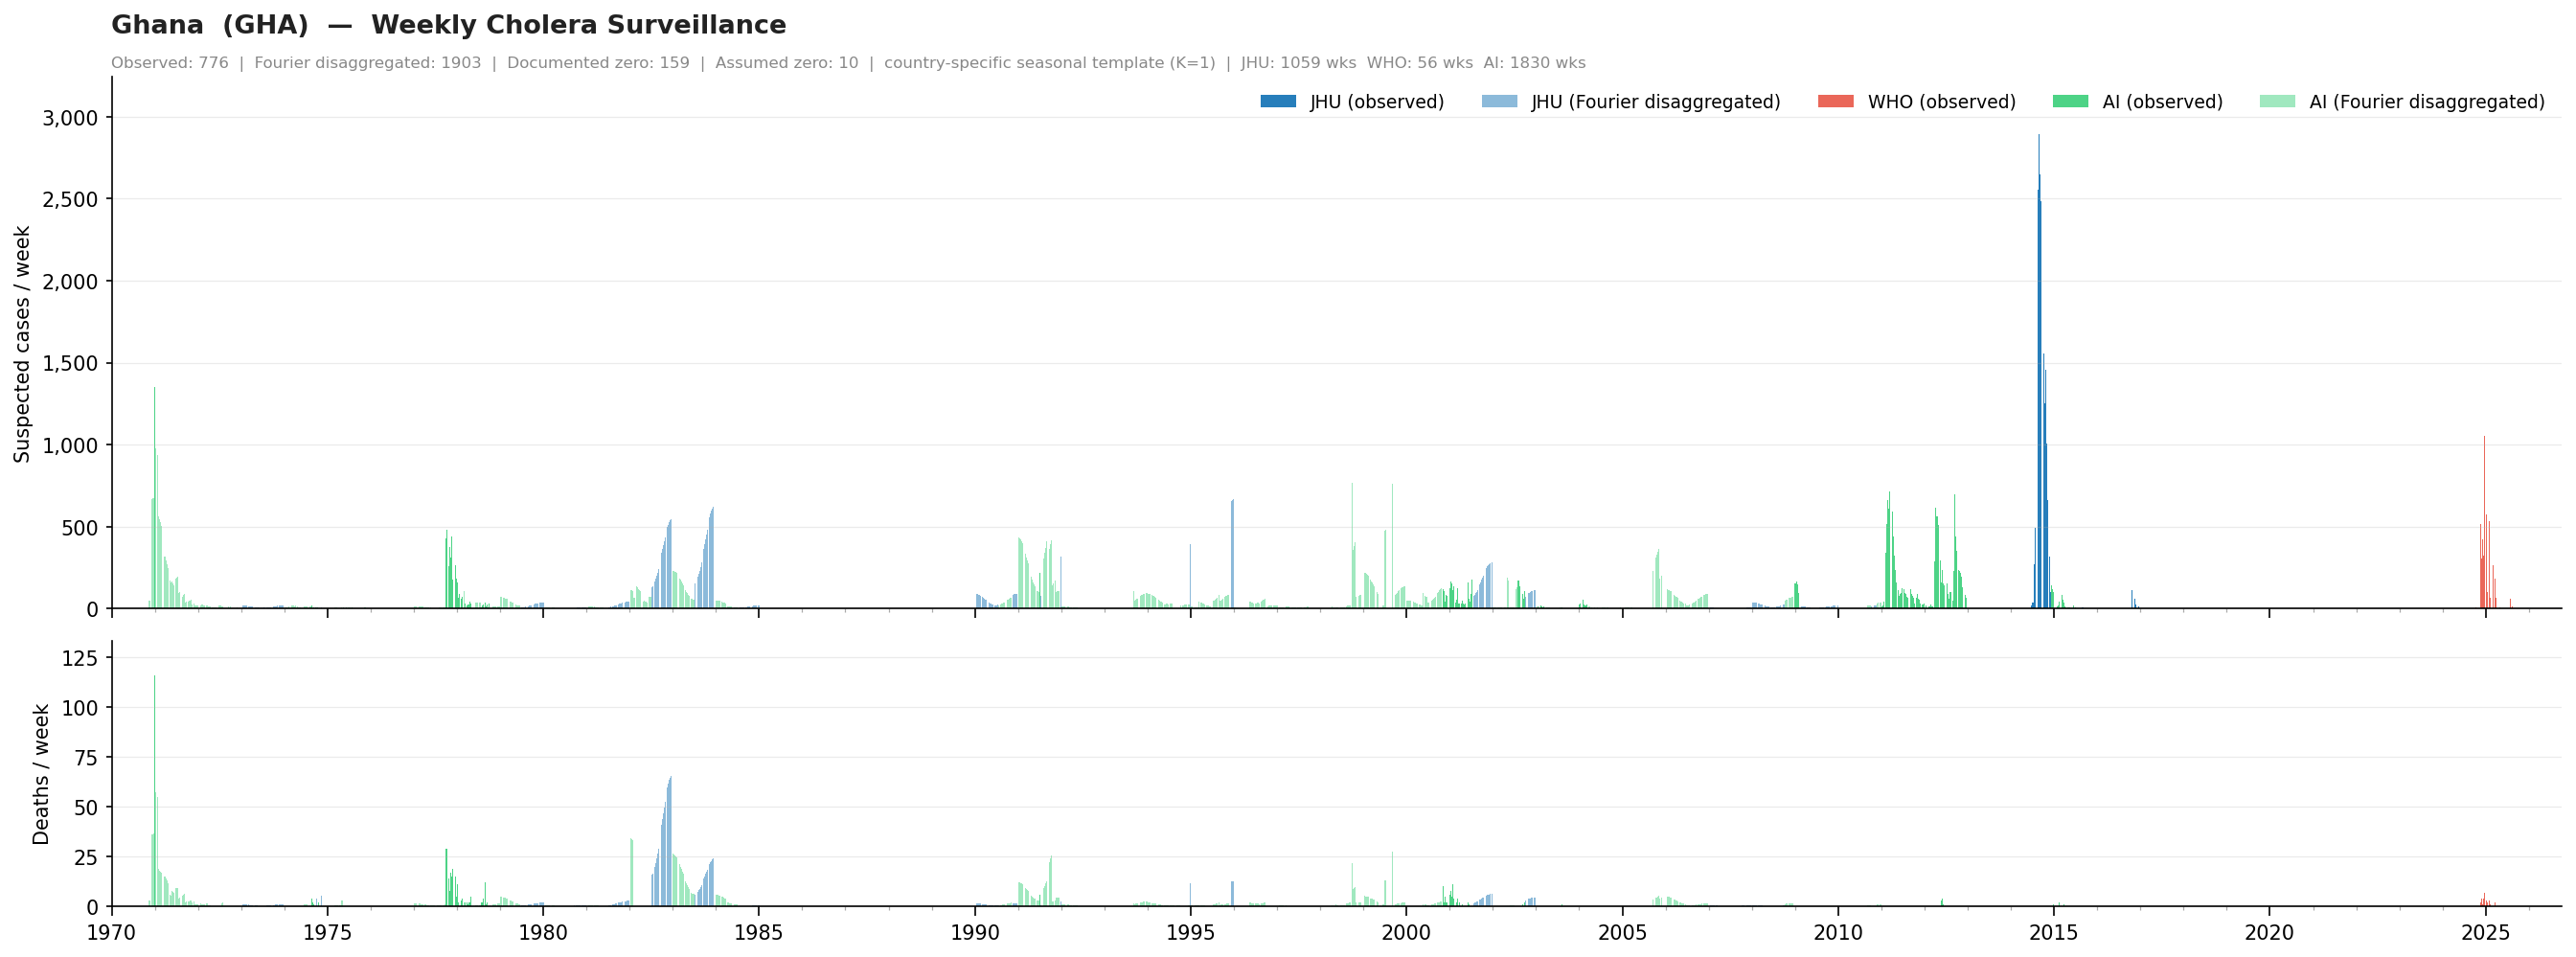 Ghana (GHA) — Weekly Cholera Surveillance
Observed: 776 | Fourier disaggregated: 1903 | Documented zero: 159 | Assumed zero: 10 | country-specific seasonal template (K=1) | JHU: 1059 wks WHO: 56 wks AI: 1830 wks
JHU (observed) JHU (Fourier disaggregated) WHO (observed) AI (observed) AI (Fourier disaggregated)
Suspected cases / week
3,000
2,500
2,000
1,500
1,000
500
0
Deaths / week
125
100
75
50
25
0
1970 1975 1980 1985 1990 1995 2000 2005 2010 2015 2020 2025